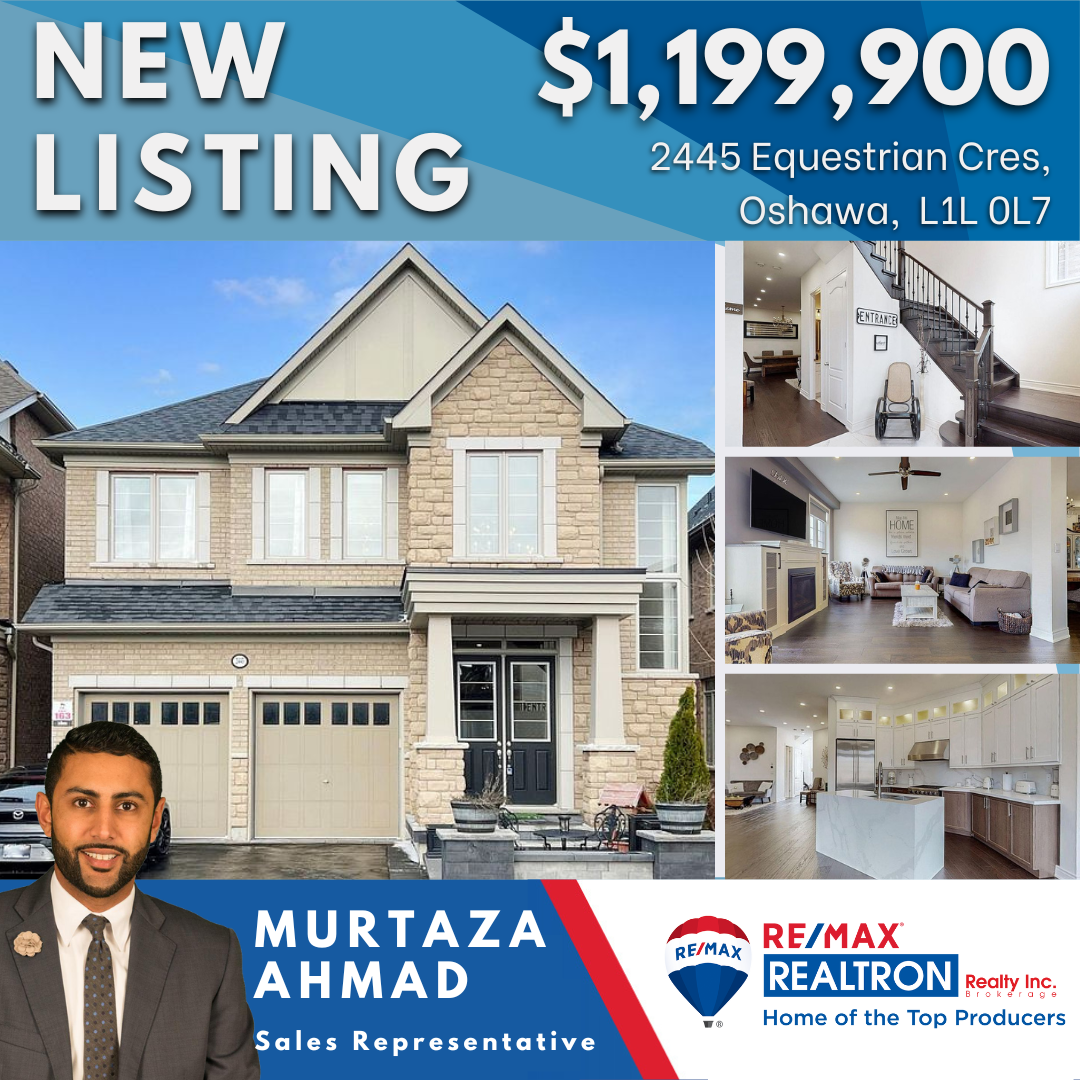 NEW
LISTING
$1,199,900
2445 Equestrian Cres,
Oshawa, L1L 0L7
ENTRANCE
HOME
163
MURTAZA
AHMAD
Sales Representative
RE/MAX
RE/MAX®
REALTRON Realty Inc.
Brokerage
®
Home of the Top Producers